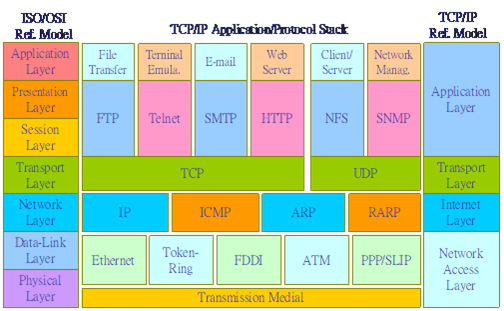 ISO/OSI
Ref. Model
TCP/IP Application/Protocol Stack
TCP/IP
Ref. Model
Application
Layer
File
Transfer
Terninal
Emula.
E-mail
Web
Server
Client/
Server
Network
Manag.
Application
Layer
Presentation
Layer
Session
Layer
FTP
Telnet
SMTP
HTTP
NFS
SNMP
Transport
Layer
TCP
UDP
Transport
Layer
Network
Layer
IP
ICMP
ARP
RARP
Internet
Layer
Data-Link
Layer
Physical
Layer
Ethernet
Token-
Ring
FDDI
ATM
PPP/SLIP
Network
Access
Layer
Transmission Medial